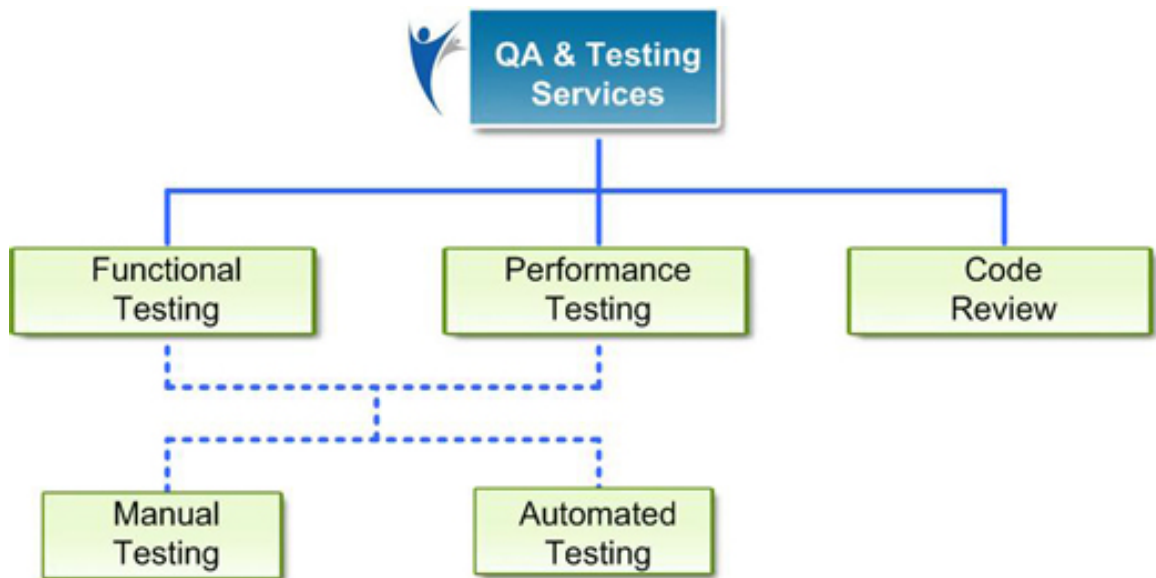 QA & Testing
Services
Functional
Testing
Performance
Testing
Code
Review
Manual
Testing
Automated
Testing